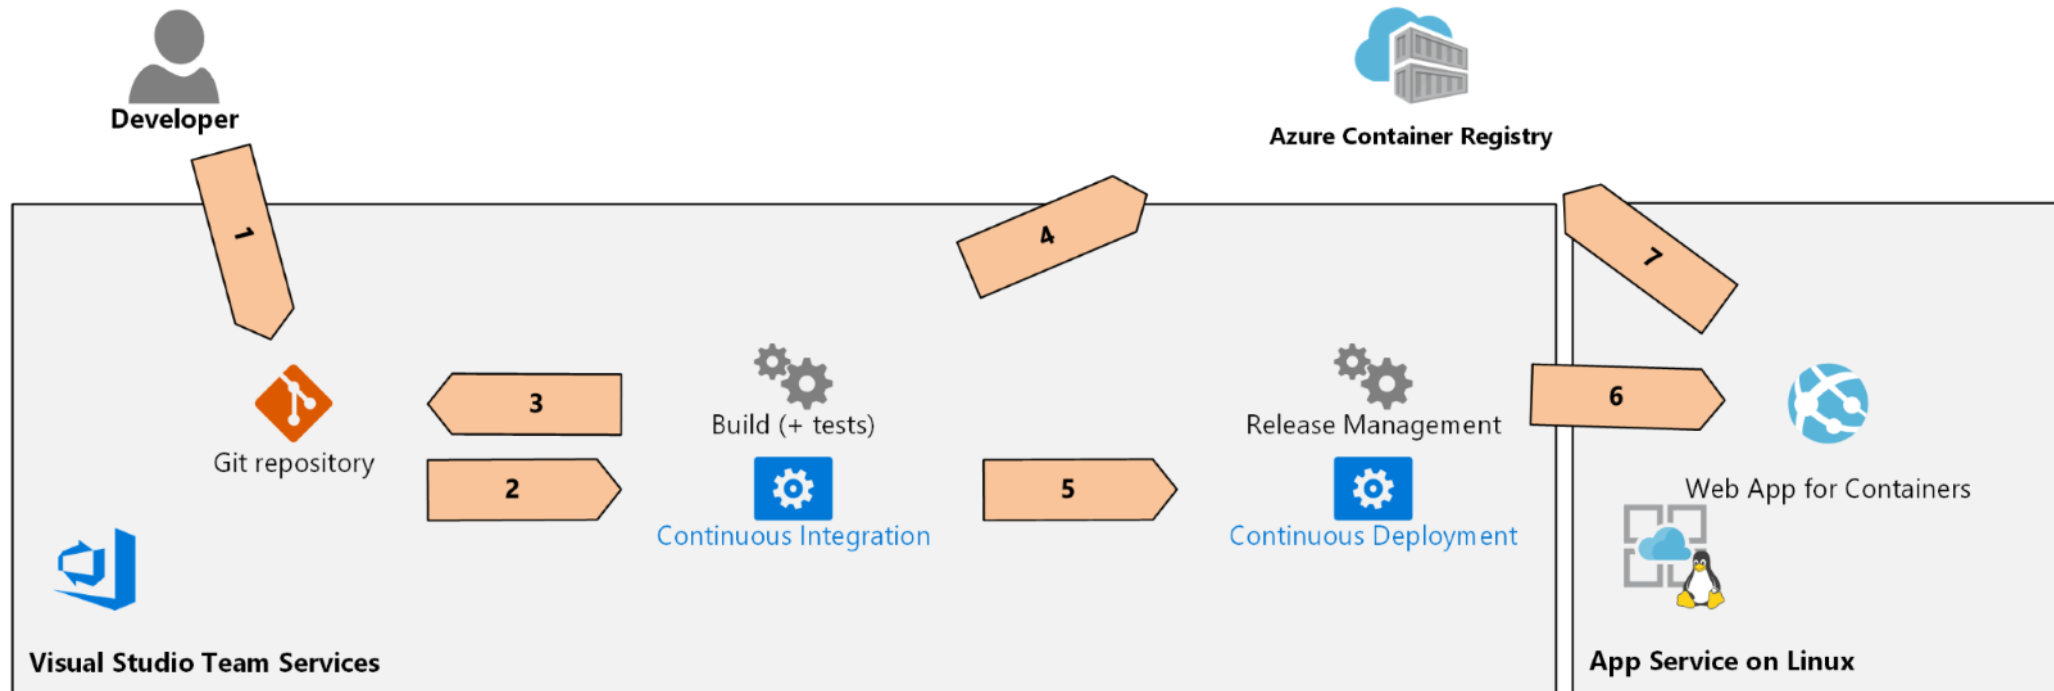 Developer
Azure Container Registry
1
4
7
3
Build (+ tests)
Release Management
6
Git repository
2
5
Web App for Containers
Continuous Integration
Continuous Deployment
Visual Studio Team Services
App Service on Linux